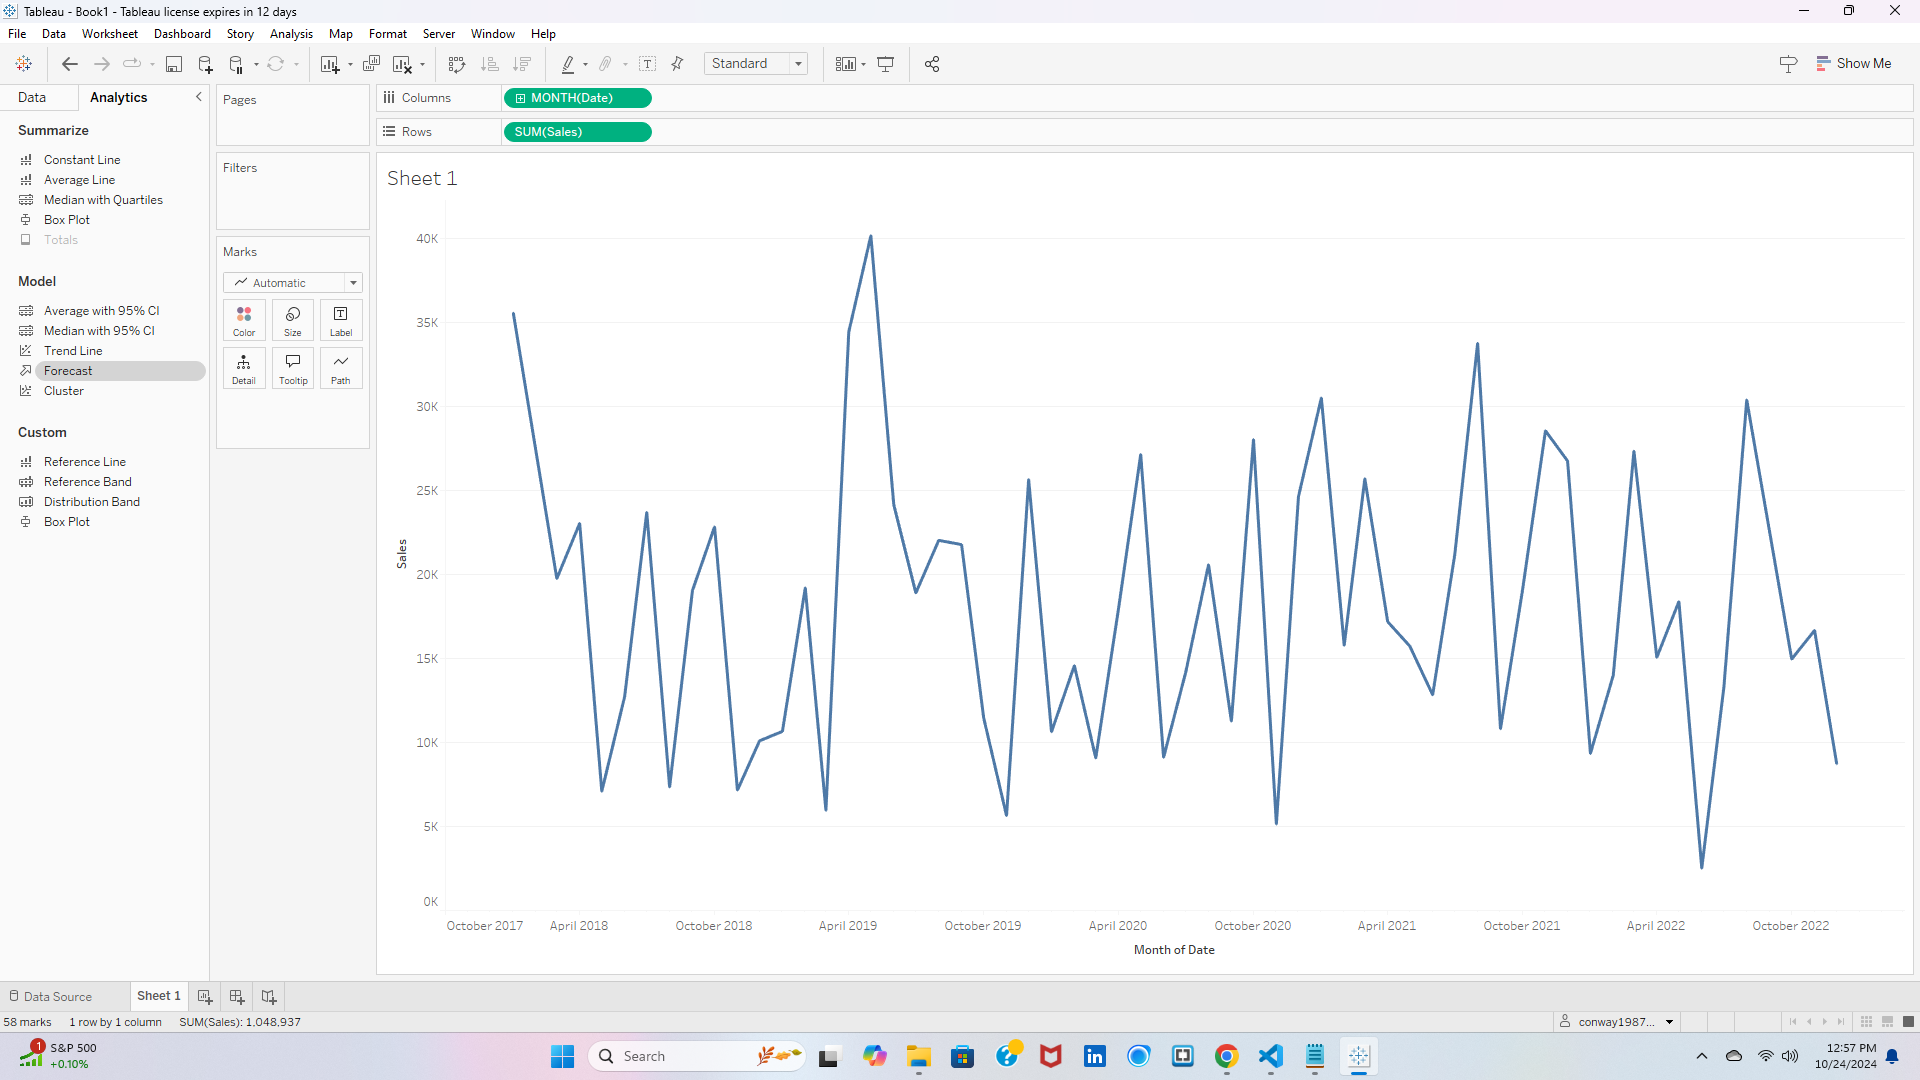 Tableau - Book1 - Tableau license expires in 12 days
File Data Worksheet Dashboard Story Analysis Map Format Server Window Help
Standard
Show Me
Data
Analytics
Summarize
Constant Line
Average Line
Median with Quartiles
Box Plot
Totals
Model
Average with 95% CI
Median with 95% CI
Trend Line
Forecast
Cluster
Custom
Reference Line
Reference Band
Distribution Band
Box Plot
Pages
Filters
Marks
Automatic
Color Size Label
Detail Tooltip Path
Columns
MONTH(Date)
Rows
SUM(Sales)
Sheet 1
40K
35K
30K
25K
20K
15K
10K
5K
0K
Sales
October 2017 April 2018 October 2018 April 2019 October 2019 April 2020 October 2020 April 2021 October 2021 April 2022 October 2022
Month of Date
Data Source
Sheet 1
58 marks 1 row by 1 column SUM(Sales): 1,048,937
conway1987...
1
S&P 500
+0.10%
Search
12:57 PM
10/24/2024